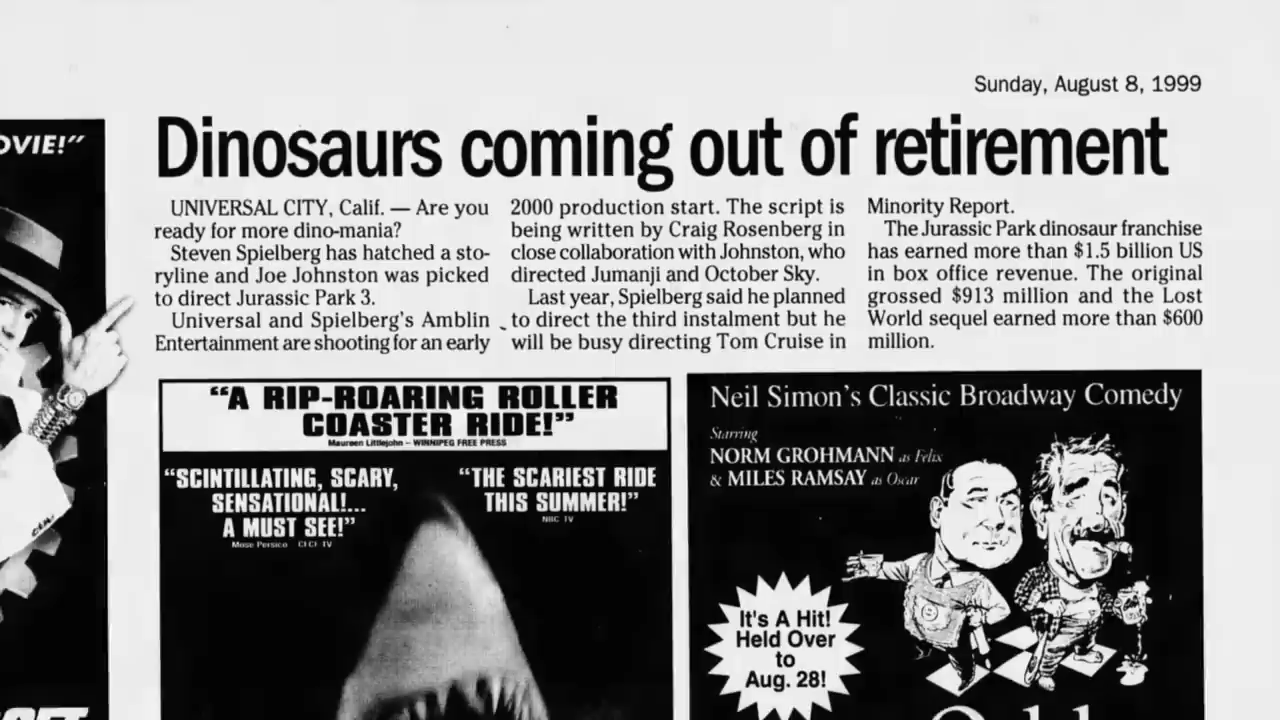 Sunday, August 8, 1999
Dinosaurs coming out of retirement
UNIVERSAL CITY, Calif. — Are you
ready for more dino-mania?
Steven Spielberg has hatched a sto-
ryline and Joe Johnston was picked
to direct Jurassic Park 3.
Universal and Spielberg's Amblin
Entertainment are shooting for an early
2000 production start. The script is
being written by Craig Rosenberg in
close collaboration with Johnston, who
directed Jumanji and October Sky.
Last year, Spielberg said he planned
to direct the third instalment but he
will be busy directing Tom Cruise in
Minority Report.
The Jurassic Park dinosaur franchise
has earned more than $1.5 billion US
in box office revenue. The original
grossed $913 million and the Lost
World sequel earned more than $600
million.
OVIE!”
“A RIP-ROARING ROLLER
COASTER RIDE!”
Maureen Littlejohn – WINNIPEG FREE PRESS
“SCINTILLATING, SCARY,
SENSATIONAL!...
A MUST SEE!”
Mose Persico CFCF TV
“THE SCARIEST RIDE
THIS SUMMER!”
NBC TV
Neil Simon's Classic Broadway Comedy
Starring
NORM GROHMANN as Felix
& MILES RAMSAY as Oscar
It's A Hit!
Held Over
to
Aug. 28!